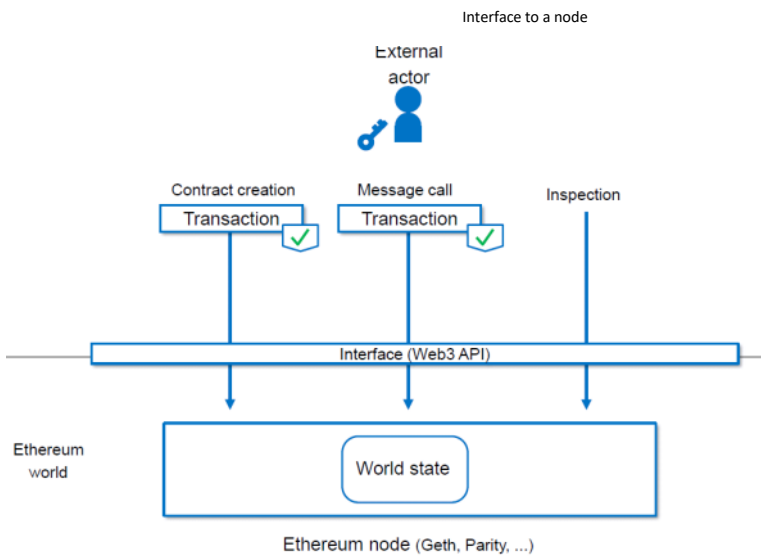 Interface to a node
External
actor
Contract creation
Message call
Inspection
Transaction
Transaction
Interface (Web3 API)
Ethereum
world
World state
Ethereum node (Geth, Parity, ...)